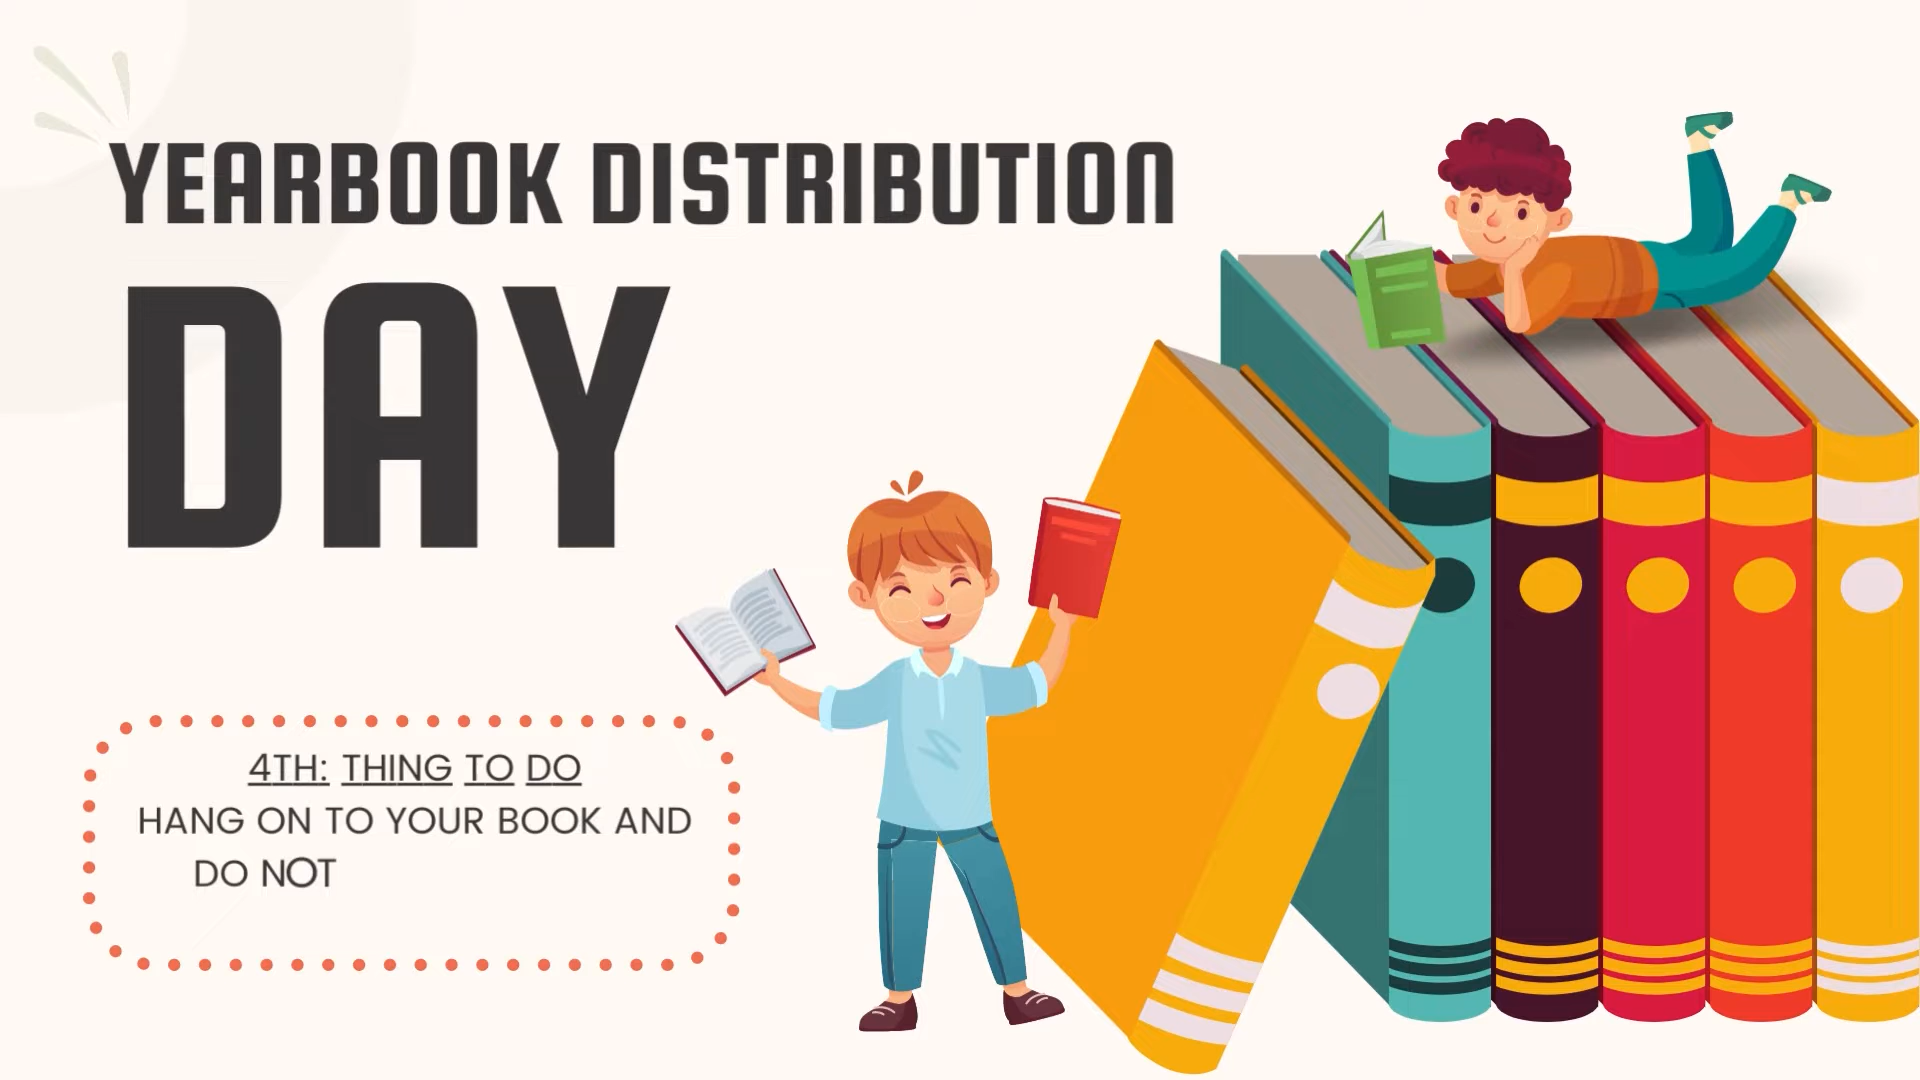 YEARBOOK DISTRIBUTION
DAY
4TH: THING TO DO
HANG ON TO YOUR BOOK AND
DO NOT